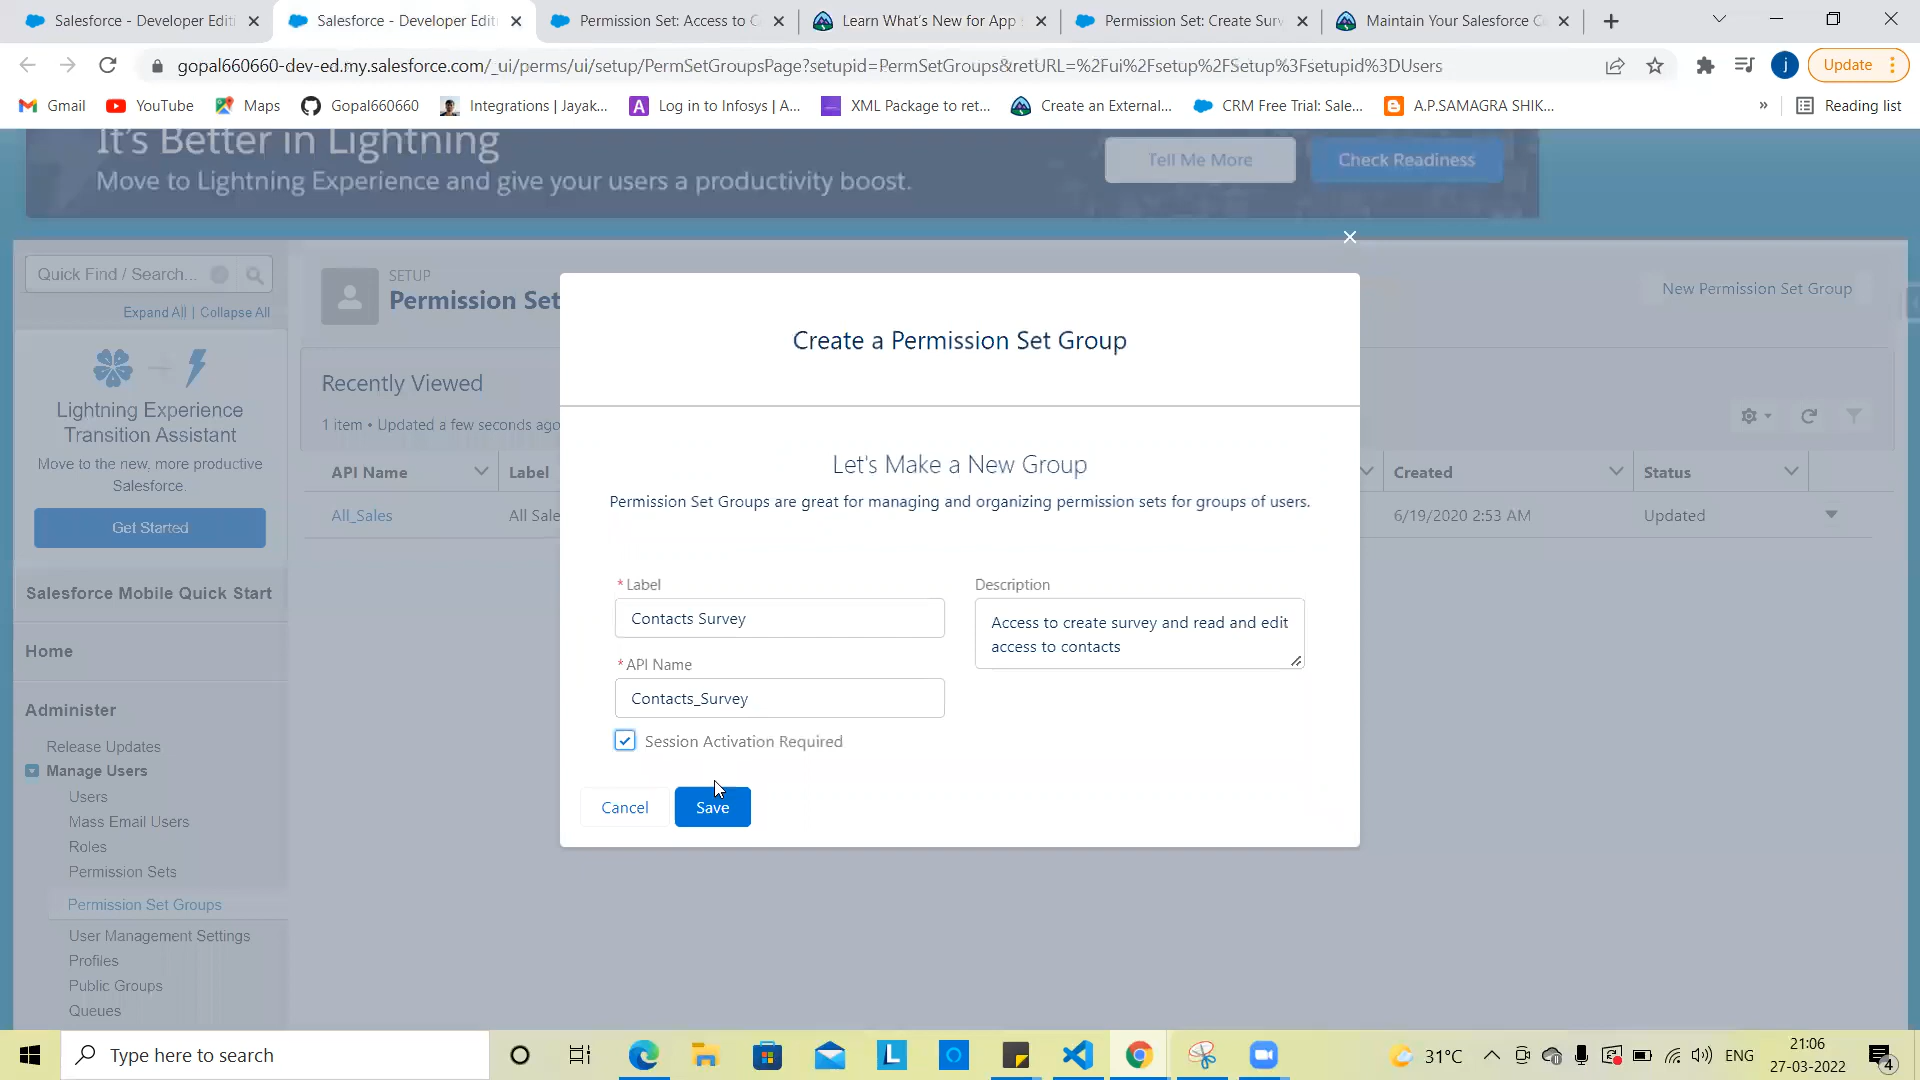 Salesforce - Developer Editi
Salesforce - Developer Editi
Permission Set: Access to C
Learn What's New for App
Permission Set: Create Surv
Maintain Your Salesforce C
gopal660660-dev-ed.my.salesforce.com/_ui/perms/ui/setup/PermSetGroupsPage?setupid=PermSetGroups&retURL=%2Fui%2Fsetup%2FSetup%3Fsetupid%3DUsers
j
Update
Gmail
YouTube
Maps
Gopal660660
Integrations | Jayak...
Log in to Infosys | A...
XML Package to ret...
Create an External...
CRM Free Trial: Sale...
A.P.SAMAGRA SHIK...
»
Reading list
It's Better in Lightning
Move to Lightning Experience and give your users a productivity boost.
Tell Me More
Check Readiness
Quick Find / Search...
Expand All | Collapse All
Lightning Experience
Transition Assistant
Move to the new, more productive
Salesforce.
Get Started
Salesforce Mobile Quick Start
Home
Administer
Release Updates
Manage Users
Users
Mass Email Users
Roles
Permission Sets
Permission Set Groups
User Management Settings
Profiles
Public Groups
Queues
SETUP
Permission Set
New Permission Set Group
Recently Viewed
1 item • Updated a few seconds ago
API Name
Label
Created
Status
All_Sales
All Sale
6/19/2020 2:53 AM
Updated
Create a Permission Set Group
Let's Make a New Group
Permission Set Groups are great for managing and organizing permission sets for groups of users.
* Label
Contacts Survey
* API Name
Contacts_Survey
Session Activation Required
Description
Access to create survey and read and edit
access to contacts
Cancel
Save
Type here to search
L
31°C
ENG
21:06
27-03-2022
4